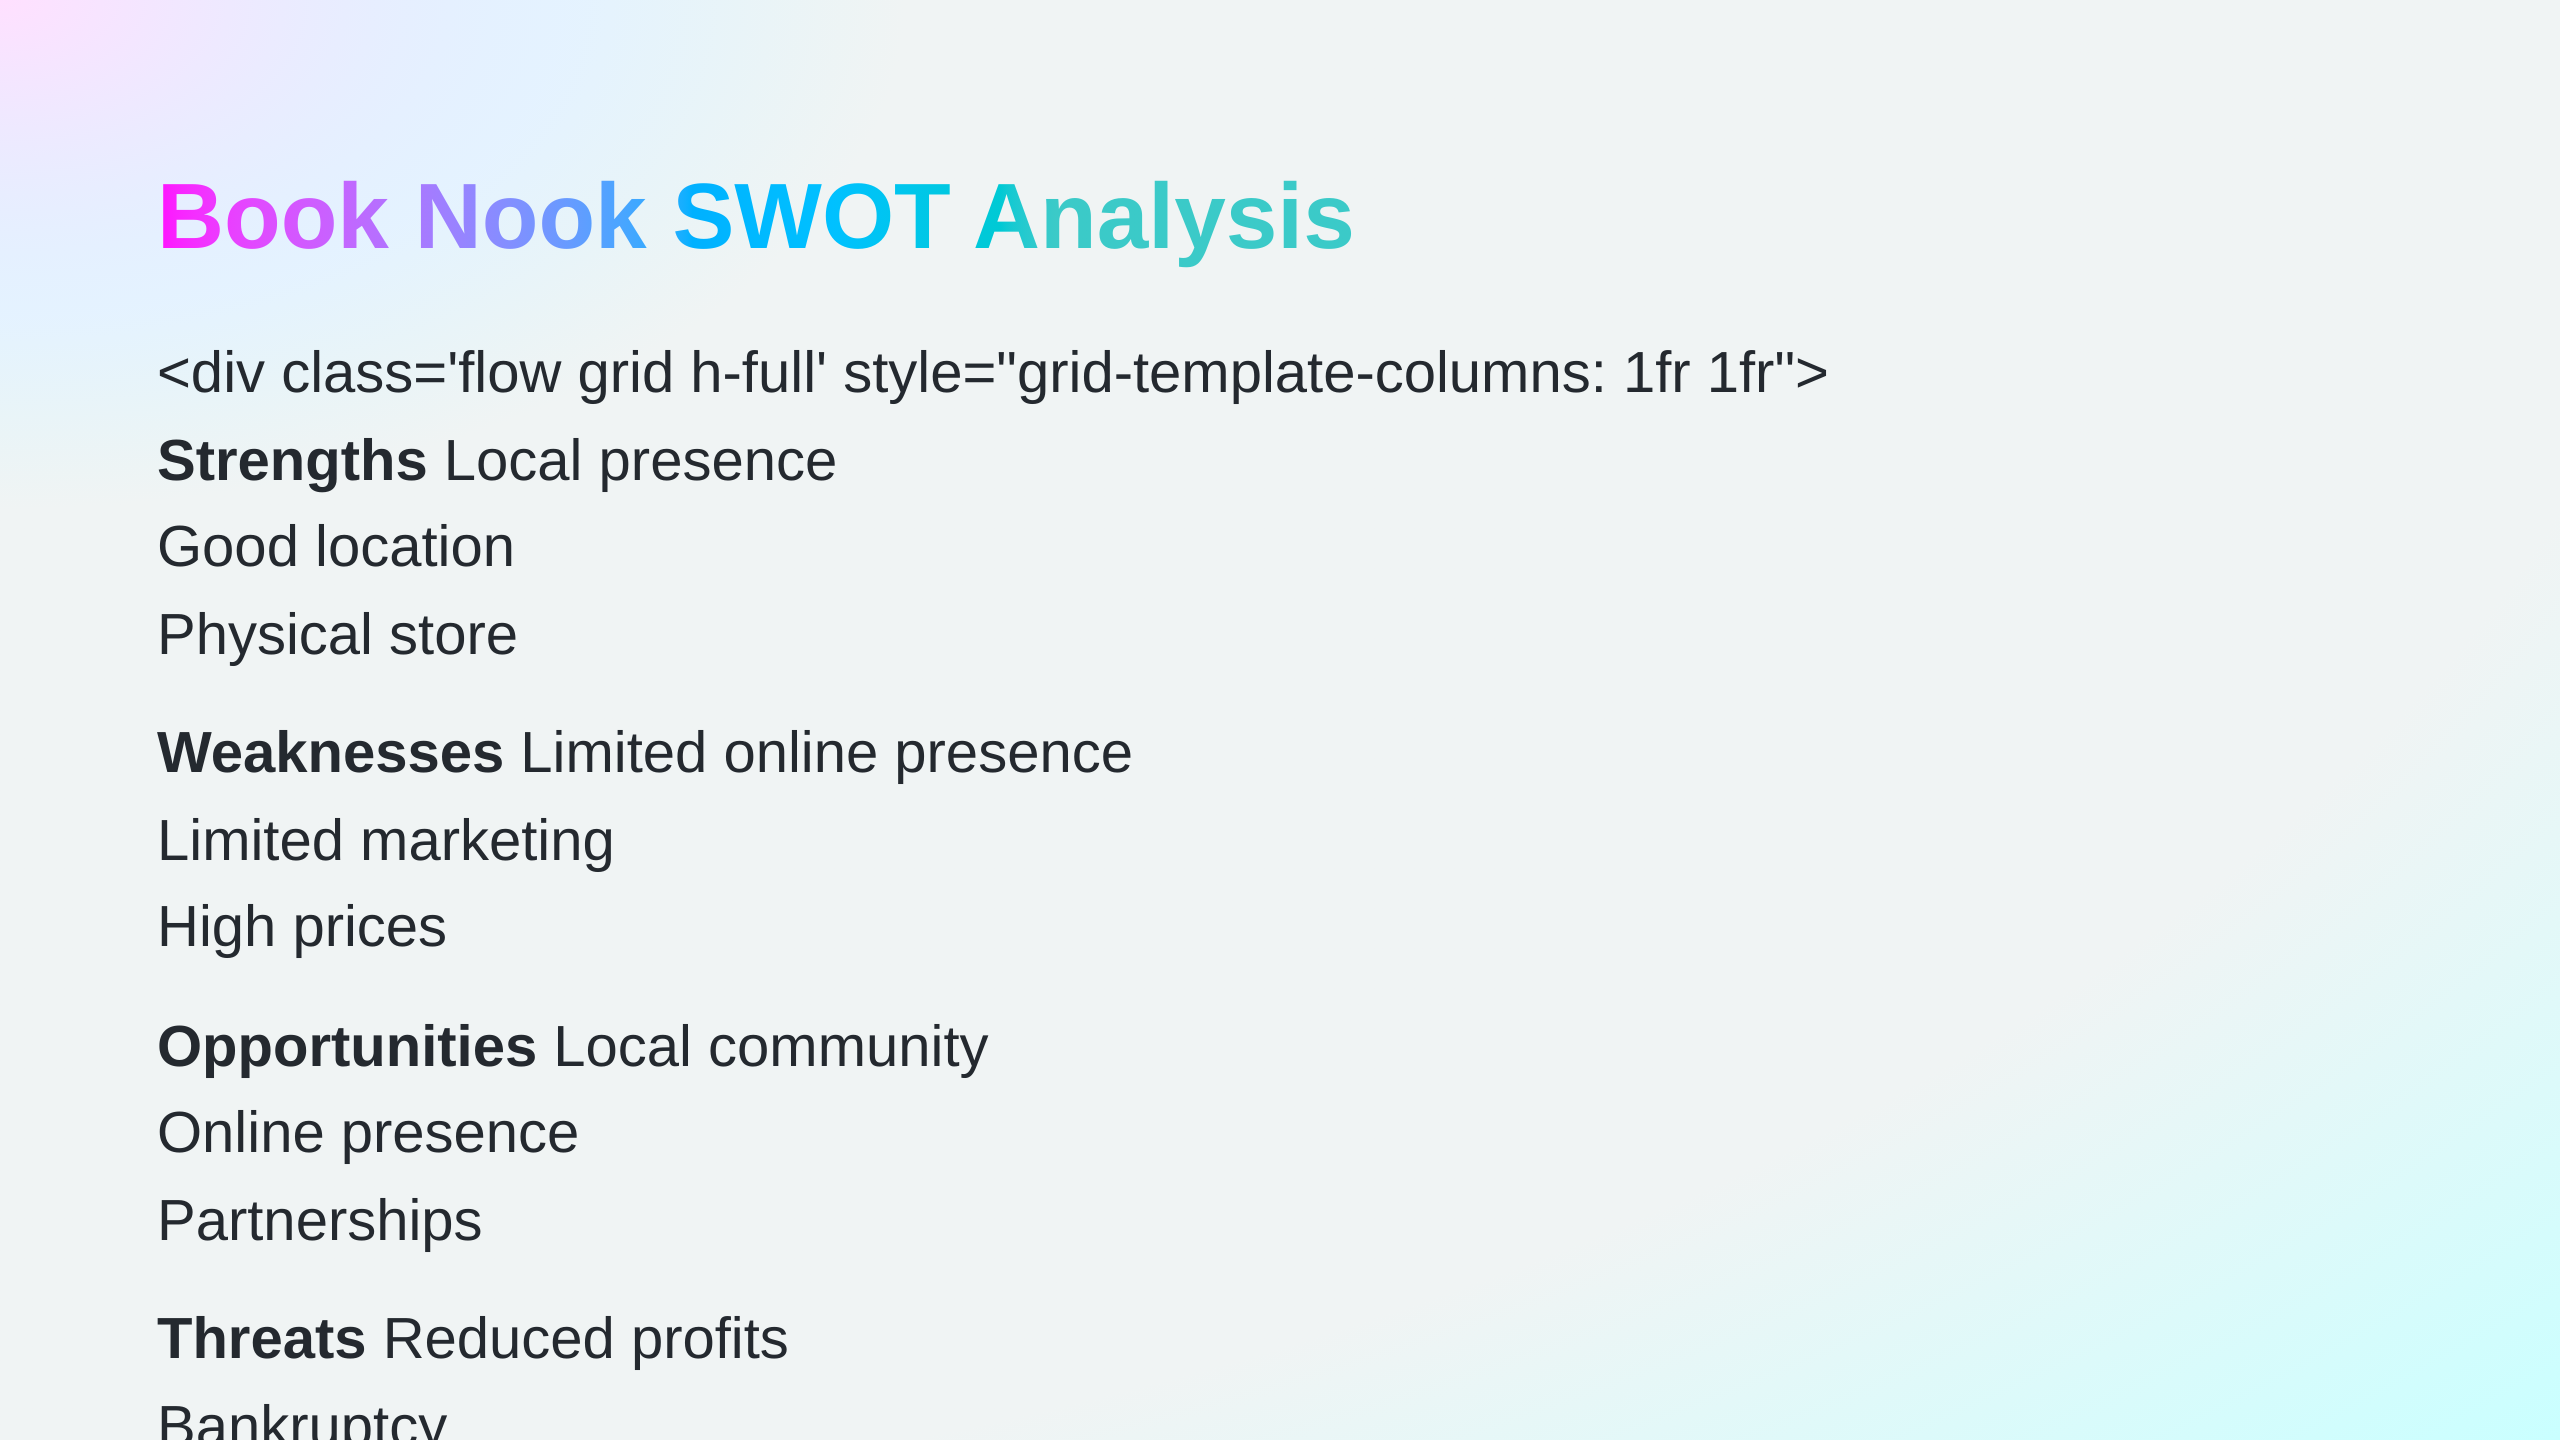 Book Nook SWOT Analysis
<div class='flow grid h-full' style="grid-template-columns: 1fr 1fr">
Strengths Local presence
Good location
Physical store
Weaknesses Limited online presence
Limited marketing
High prices
Opportunities Local community
Online presence
Partnerships
Threats Reduced profits
Bankruptcy